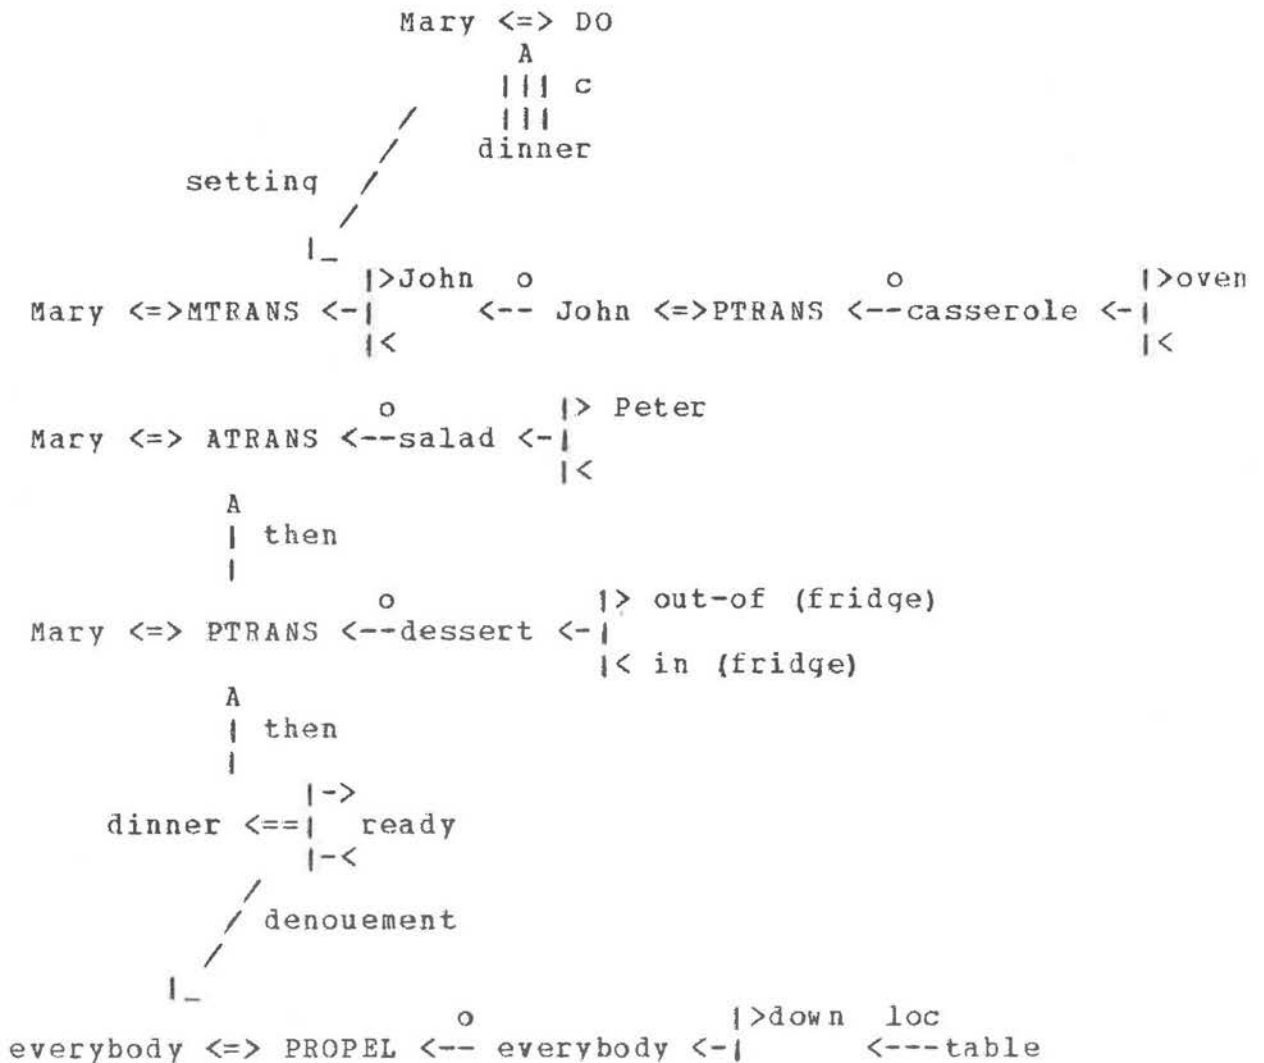 Mary <=> DO
A
||| c
|||
dinner
setting
|_
|>John o o |>oven
Mary <=>MTRANS <-| <-- John <=>PTRANS <--casserole <-|
|< |<
o |> Peter
Mary <=> ATRANS <--salad <-|
|<
A
| then
|
o |> out-of (fridge)
Mary <=> PTRANS <--dessert <-|
|< in (fridge)
A
| then
|
|->
dinner <==| ready
|-<
/
/ denouement
/
|_
o |>down loc
everybody <=> PROPEL <-- everybody <-| <---table